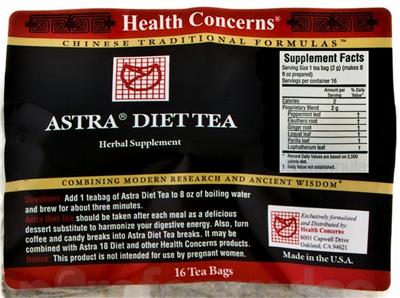 Health Concerns®
CHINESE TRADITIONAL FORMULAS™
ASTRA® DIET TEA
Herbal Supplement
Supplement Facts
Serving Size 1 tea bag (2 g) (makes 8
fl oz prepared)
Servings per container 16
Amount per Serving % Daily Value*
Calories 2
Proprietary Blend 2 g
Peppermint leaf †
Eleuthero root †
Ginger root †
Loquat leaf †
Perilla leaf †
Lophatherum leaf †
* Percent Daily Values are based on 2,000
calorie diet.
† Daily Value not established.
COMBINING MODERN RESEARCH AND ANCIENT WISDOM®
Directions: Add 1 teabag of Astra Diet Tea to 8 oz of boiling water
and brew for about three minutes.
Astra Diet Tea should be taken after each meal as a delicious
dessert substitute to harmonize your digestive energy. Also, turn
coffee and candy breaks into Astra Diet Tea breaks. It may be
combined with Astra 18 Diet and other Health Concerns products.
Notice: This product is not intended for use by pregnant women.
Exclusively formulated
and Distributed by:
Health Concerns
8001 Capwell Drive
Oakland, CA 94621
Made in the U.S.A.
16 Tea Bags